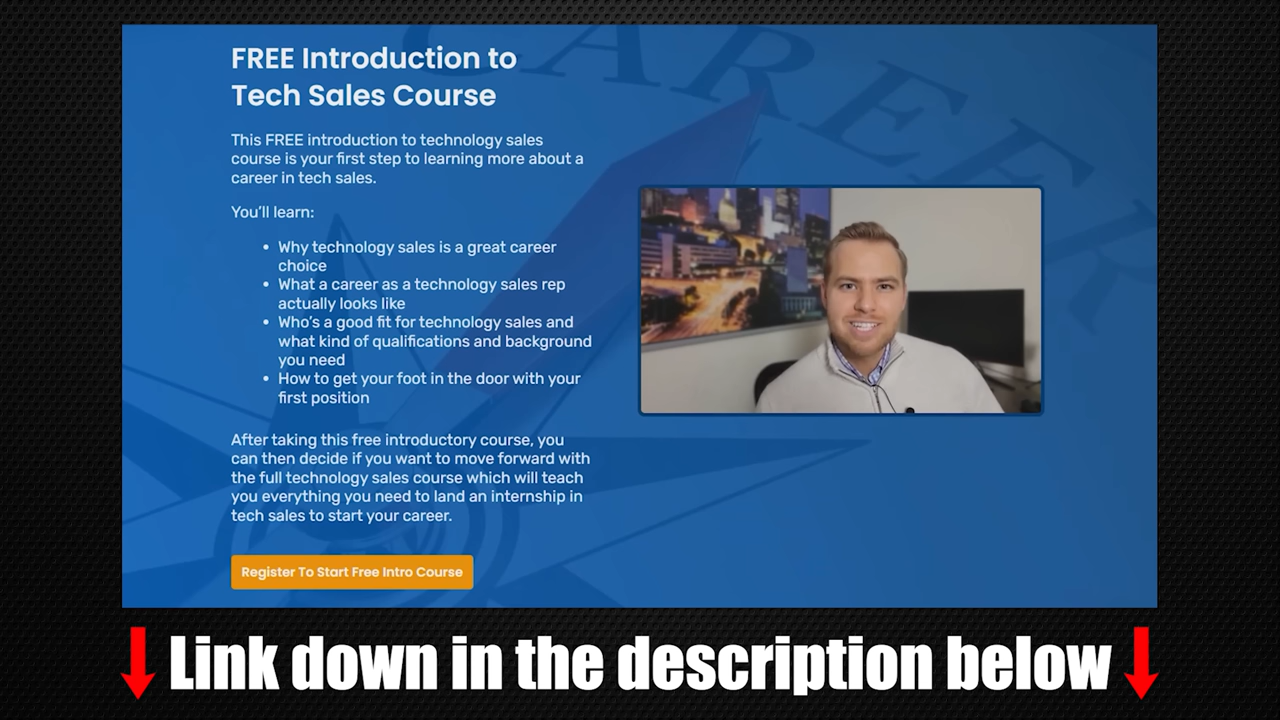 CAREER
FREE Introduction to
Tech Sales Course
This FREE introduction to technology sales
course is your first step to learning more about a
career in tech sales.
You'll learn:
• Why technology sales is a great career
choice
• What a career as a technology sales rep
actually looks like
• Who's a good fit for technology sales and
what kind of qualifications and background
you need
• How to get your foot in the door with your
first position
After taking this free introductory course, you
can then decide if you want to move forward with
the full technology sales course which will teach
you everything you need to land an internship in
tech sales to start your career.
Register To Start Free Intro Course
Link down in the description below